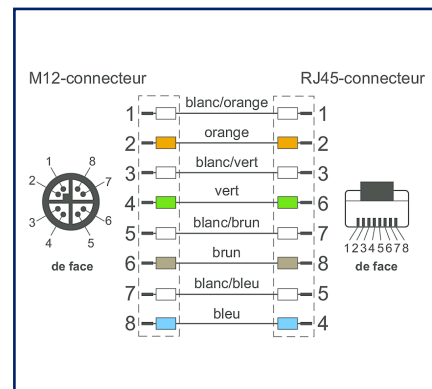 M12-connecteur
RJ45-connecteur
1 blanc/orange 1
2 orange 2
3 blanc/vert 3
4 vert 6
5 blanc/brun 7
6 brun 8
7 blanc/bleu 5
8 bleu 4
1 8
2 7
3 6
4 5
de face
12345678
de face